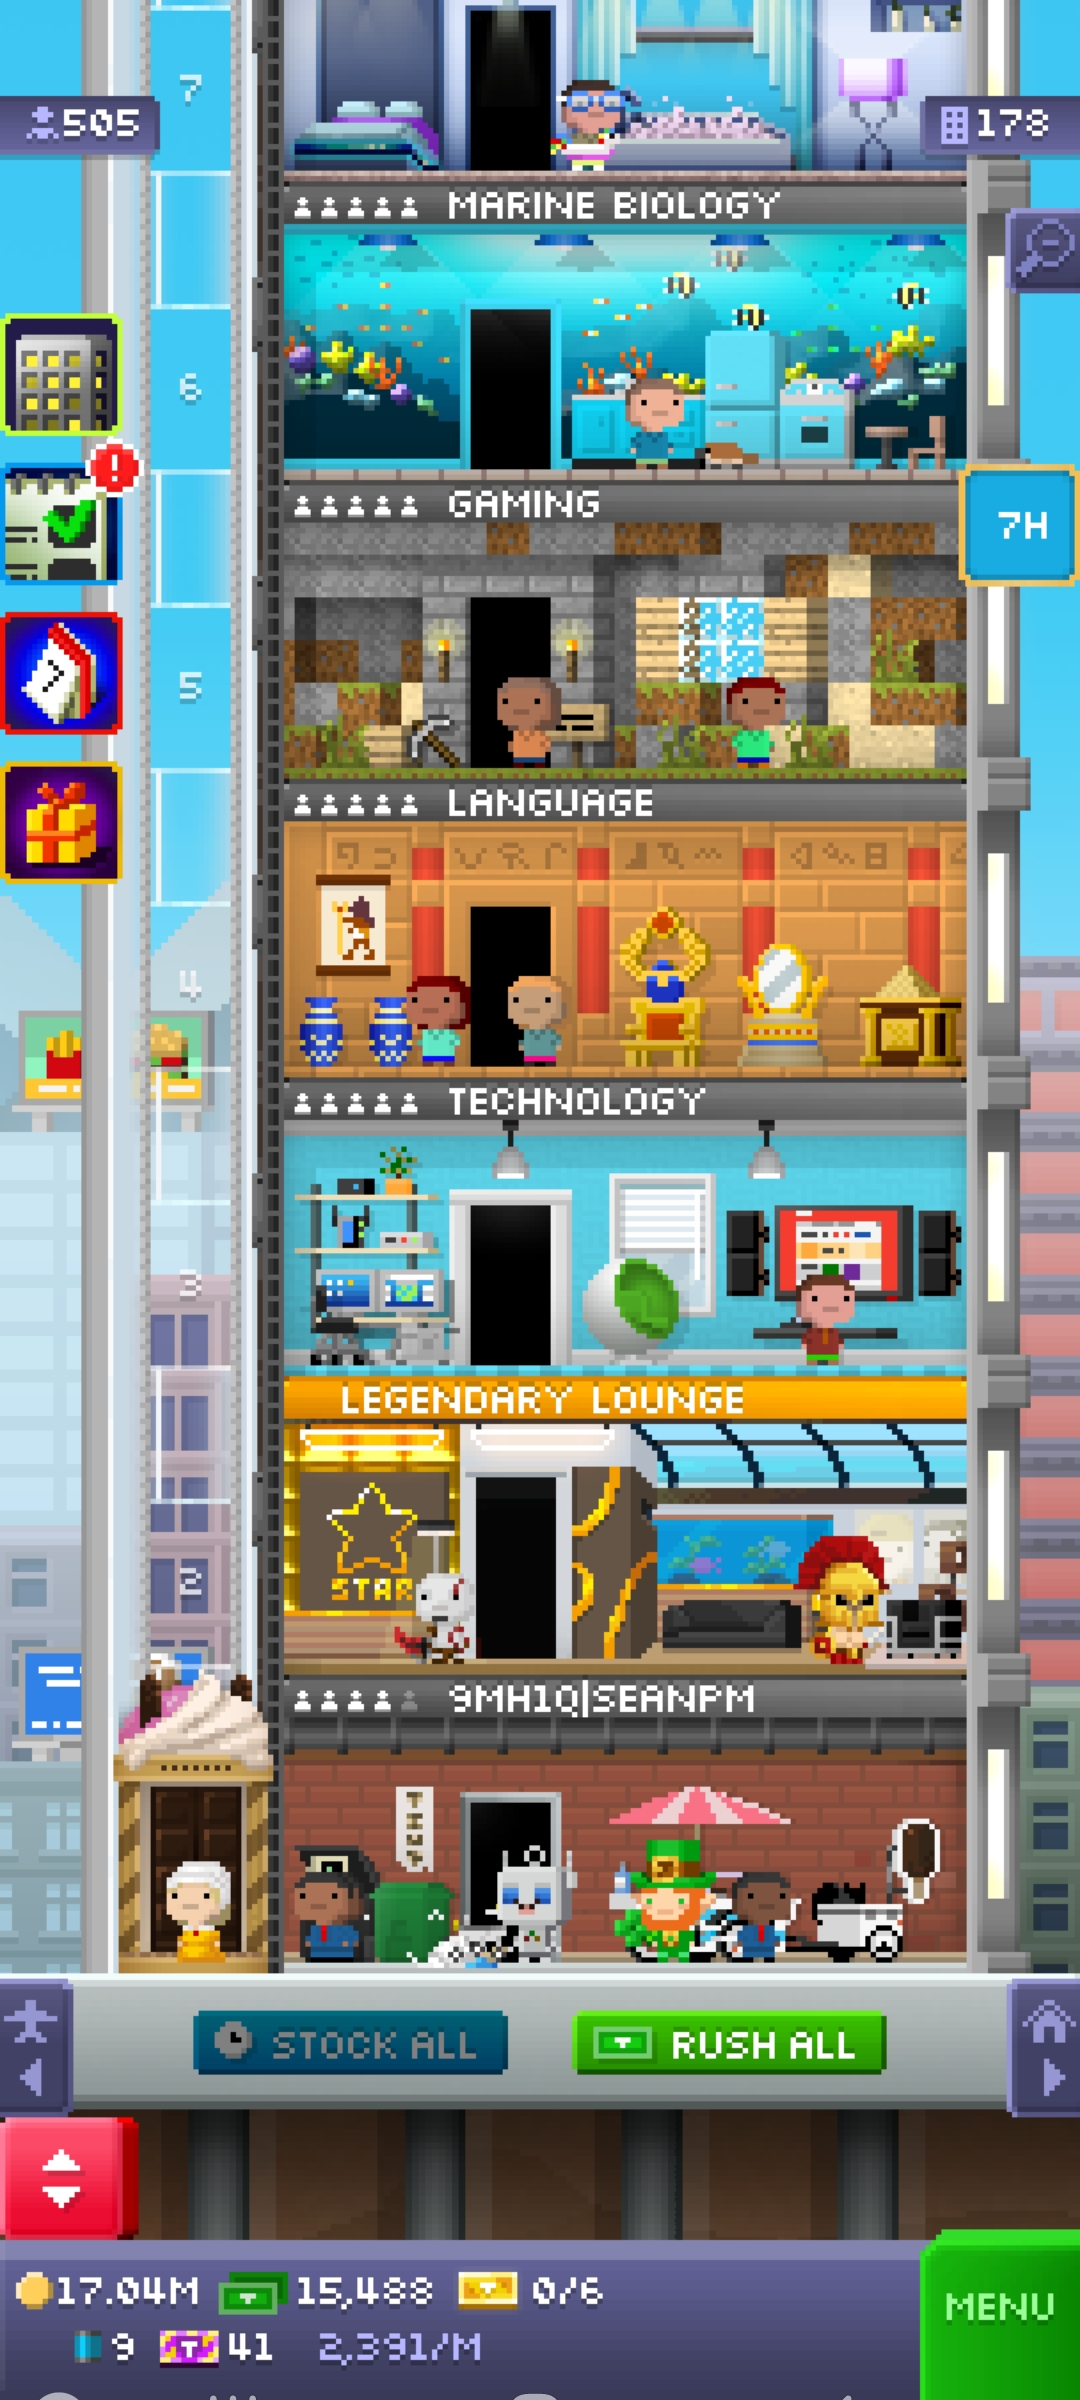 7
505
178
MARINE BIOLOGY
6
GAMING
7H
5
LANGUAGE
4
TECHNOLOGY
3
LEGENDARY LOUNGE
STAR
2
9MH1Q|SEANPM
STOCK ALL
RUSH ALL
17.04M 15,488 0/6
9 41 2,391/M
MENU